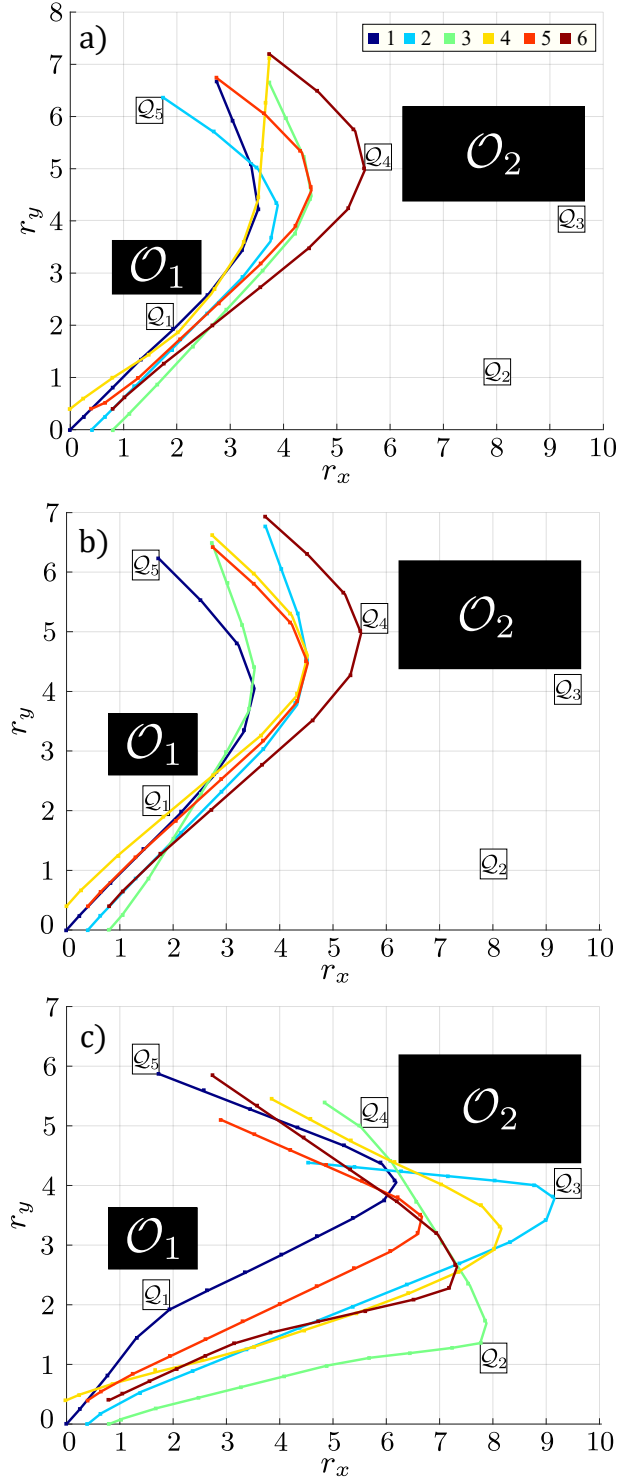 a)
1 2 3 4 5 6
8
7
6
5
4
3
2
1
0
r_y
𝒬₅
𝒬₄
𝒪₂
𝒬₃
𝒪₁
𝒬₁
𝒬₂
0 1 2 3 4 5 6 7 8 9 10
r_x
b)
7
6
5
4
3
2
1
0
r_y
𝒬₅
𝒬₄
𝒪₂
𝒬₃
𝒪₁
𝒬₁
𝒬₂
0 1 2 3 4 5 6 7 8 9 10
r_x
c)
7
6
5
4
3
2
1
0
r_y
𝒬₅
𝒬₄
𝒪₂
𝒬₃
𝒪₁
𝒬₁
𝒬₂
0 1 2 3 4 5 6 7 8 9 10
r_x